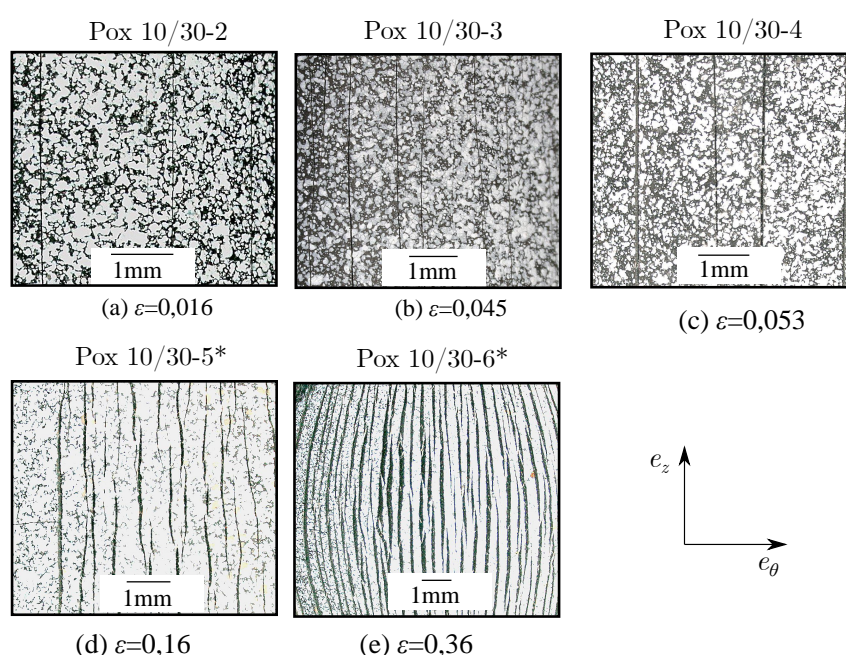 Pox 10/30-2
Pox 10/30-3
Pox 10/30-4
1mm
1mm
1mm
(a) ε=0,016
(b) ε=0,045
(c) ε=0,053
Pox 10/30-5*
Pox 10/30-6*
1mm
1mm
e_z
e_θ
(d) ε=0,16
(e) ε=0,36